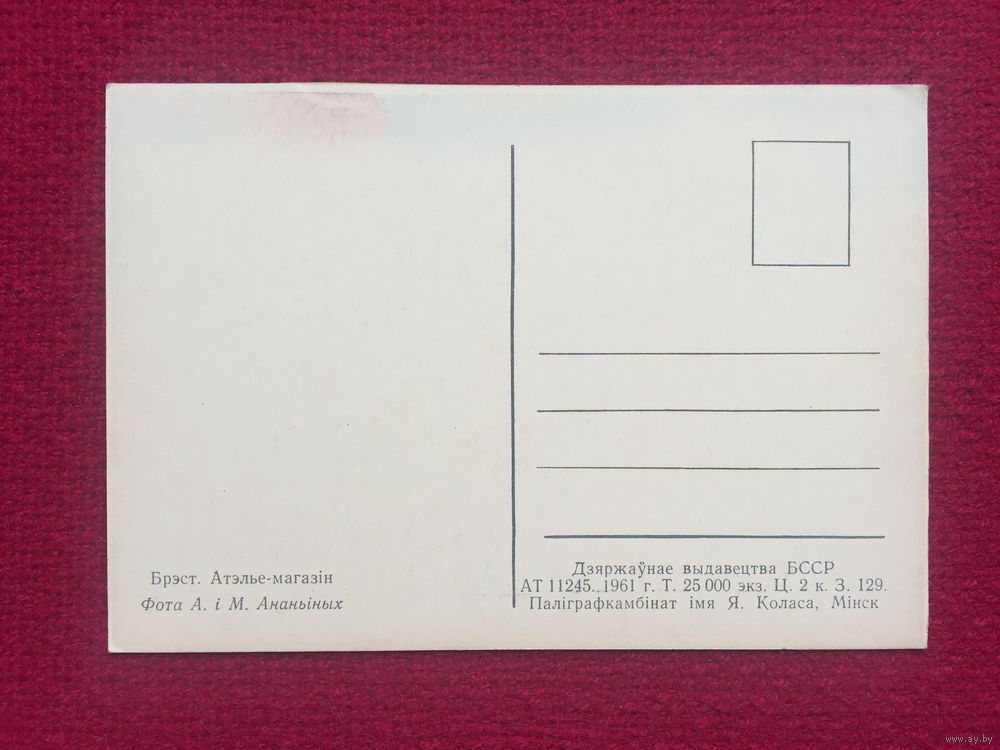 Брэст. Атэлье-магазін
Фота А. і М. Ананьіных
Дзяржаўнае выдавецтва БССР
АТ 11245. 1961 г. Т. 25 000 экз. Ц. 2 к. З. 129.
Паліграфкамбінат імя Я. Коласа, Мінск
www.ay.by